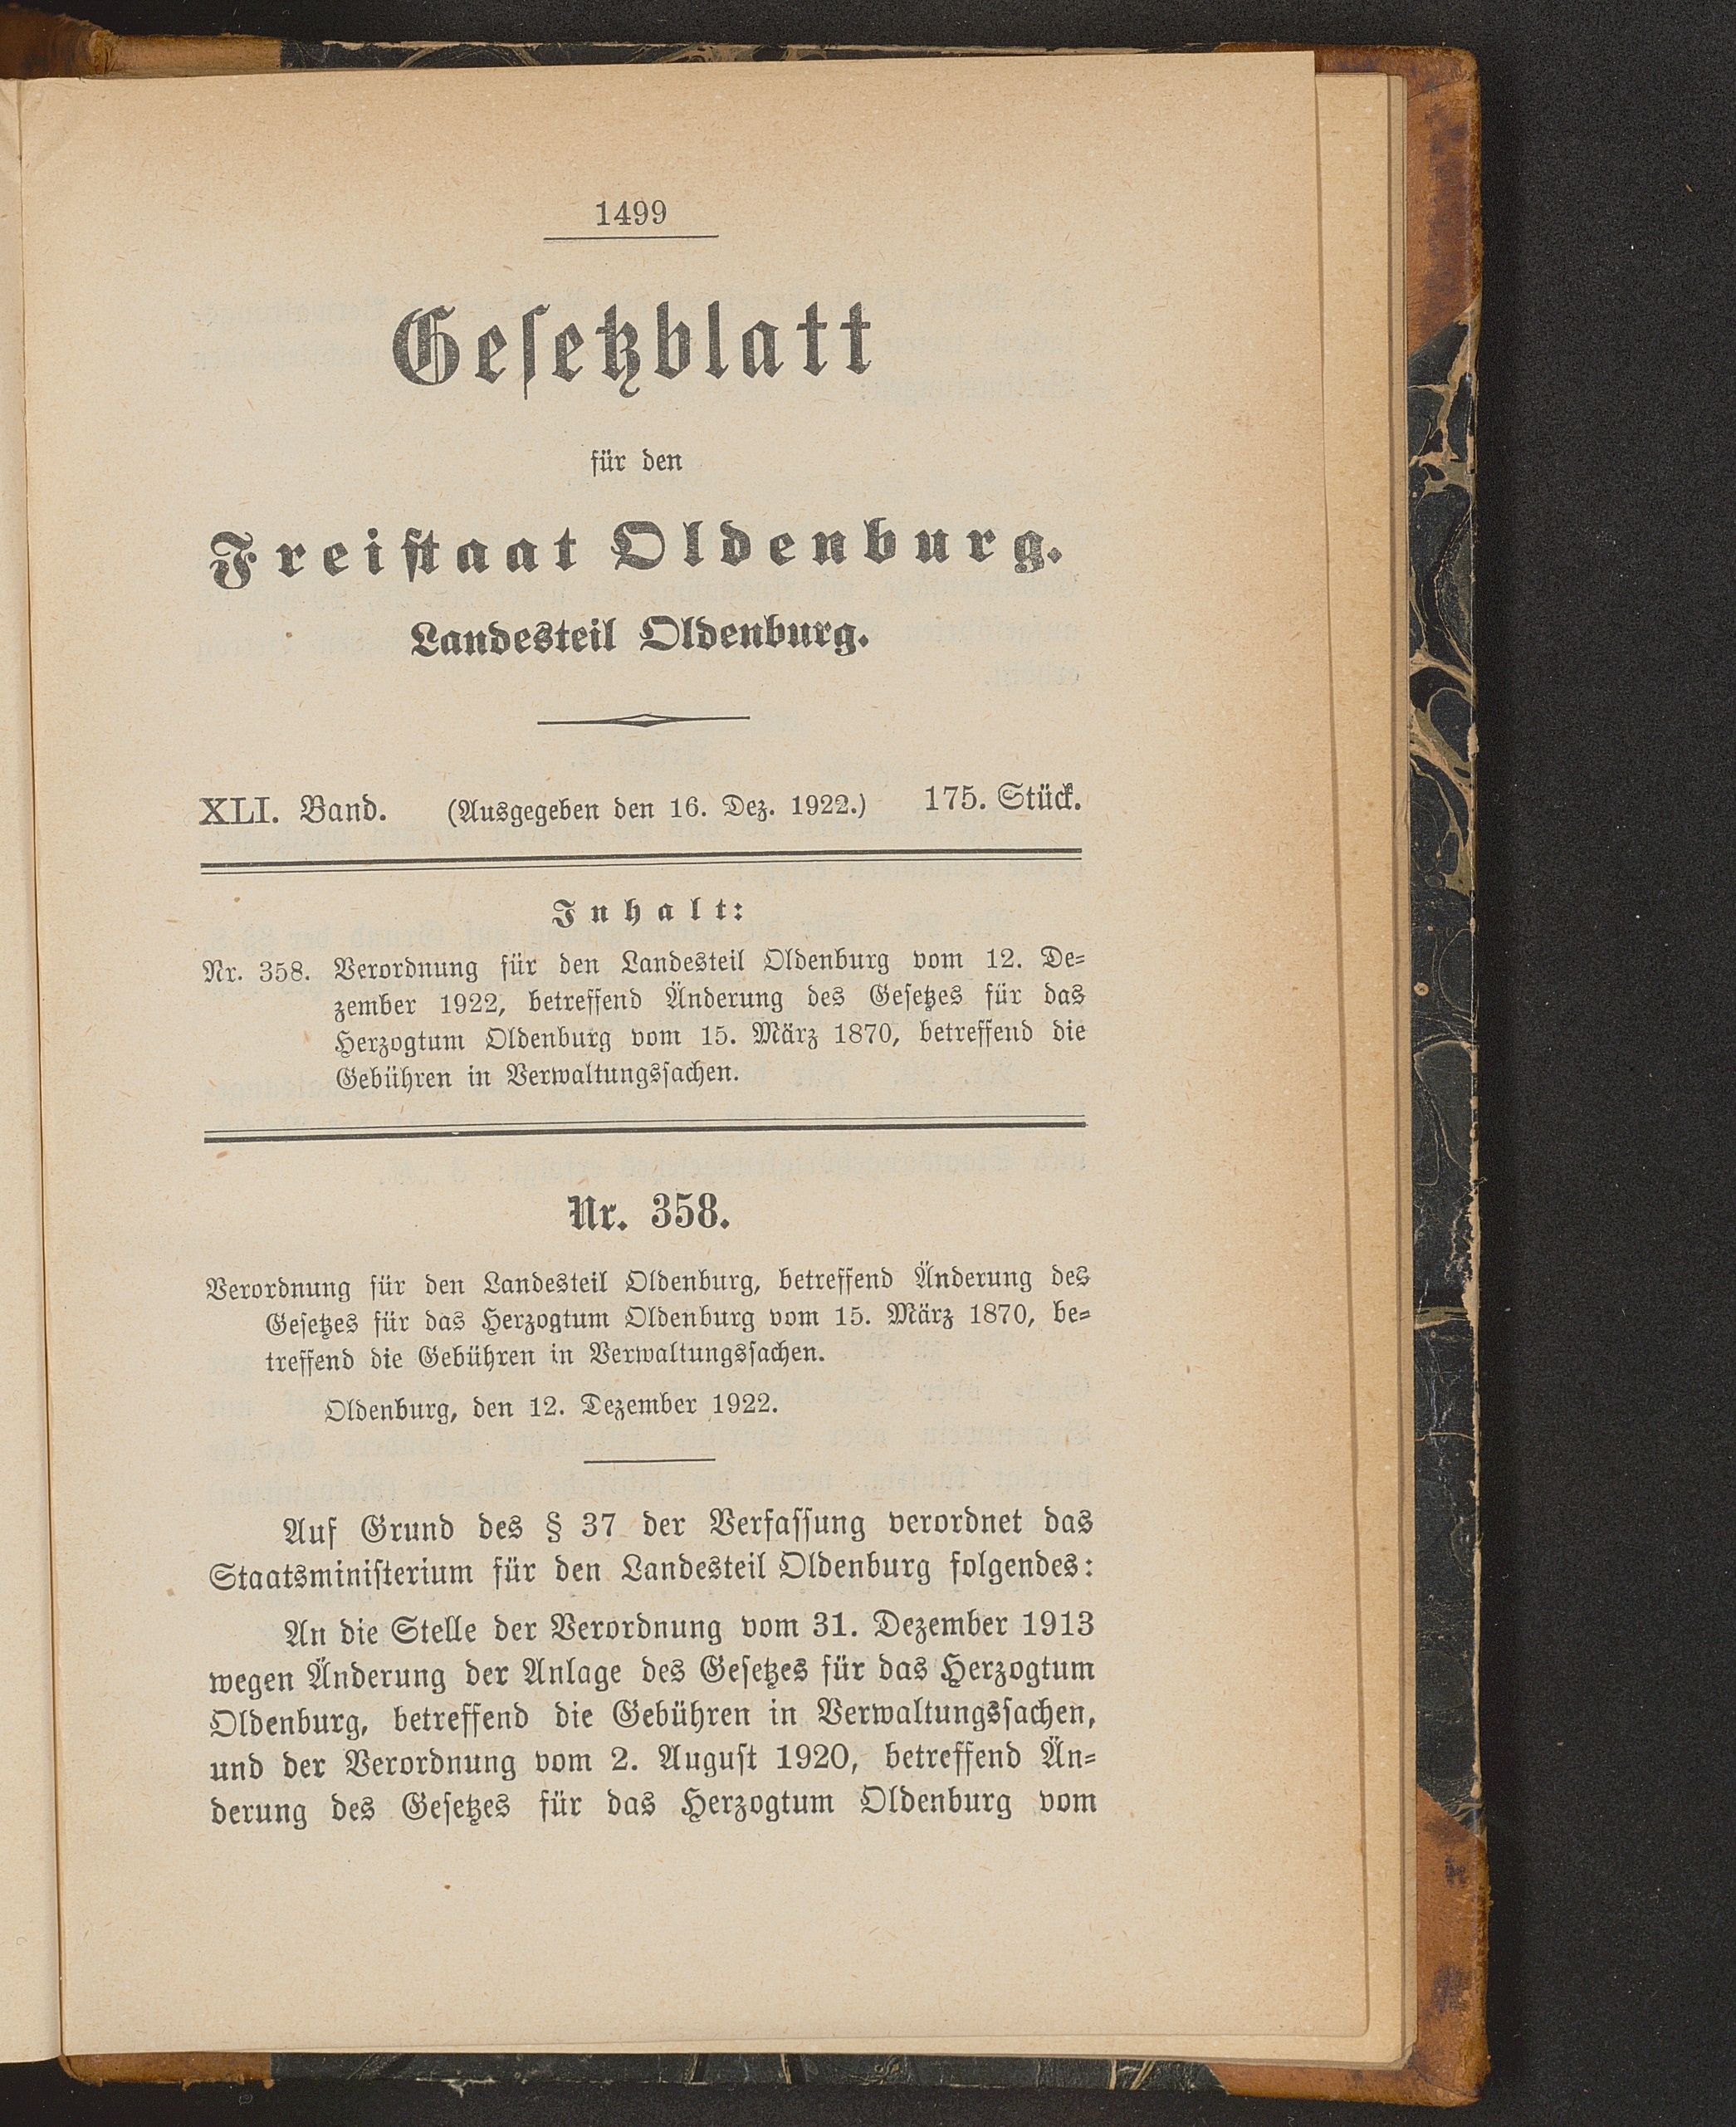 1499
Gesetzblatt
für den
Freistaat Oldenburg.
Landesteil Oldenburg.
XLI. Band. (Ausgegeben den 16. Dez. 1922.) 175. Stück.
Inhalt:
Nr. 358. Verordnung für den Landesteil Oldenburg vom 12. De-
zember 1922, betreffend Änderung des Gesetzes für das
Herzogtum Oldenburg vom 15. März 1870, betreffend die
Gebühren in Verwaltungssachen.
Nr. 358.
Verordnung für den Landesteil Oldenburg, betreffend Änderung des
Gesetzes für das Herzogtum Oldenburg vom 15. März 1870, be-
treffend die Gebühren in Verwaltungssachen.
Oldenburg, den 12. Dezember 1922.
Auf Grund des § 37 der Verfassung verordnet das
Staatsministerium für den Landesteil Oldenburg folgendes:
An die Stelle der Verordnung vom 31. Dezember 1913
wegen Änderung der Anlage des Gesetzes für das Herzogtum
Oldenburg, betreffend die Gebühren in Verwaltungssachen,
und der Verordnung vom 2. August 1920, betreffend Än-
derung des Gesetzes für das Herzogtum Oldenburg vom